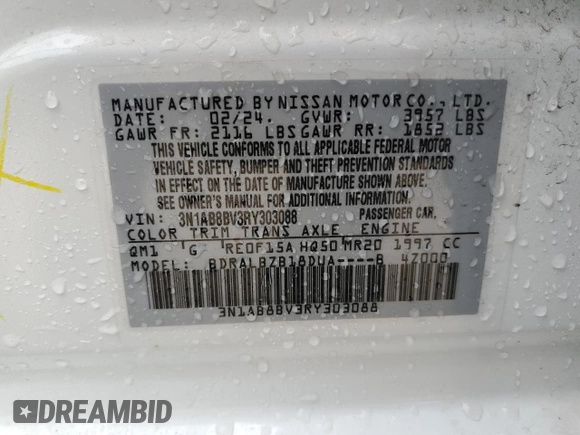 MANUFACTURED BY NISSAN MOTOR CO., LTD.
DATE: 02/24. GVWR: 3957 LBS
GAWR FR: 2116 LBS GAWR RR: 1852 LBS
THIS VEHICLE CONFORMS TO ALL APPLICABLE FEDERAL MOTOR
VEHICLE SAFETY, BUMPER AND THEFT PREVENTION STANDARDS
IN EFFECT ON THE DATE OF MANUFACTURE SHOWN ABOVE.
SEE OWNER'S MANUAL FOR ADDITIONAL INFORMATION.
VIN: 3N1AB8BV3RY303088 PASSENGER CAR.
COLOR TRIM TRANS AXLE ENGINE
QM1 G RE0F15A HQ50 MR20 1997 CC
MODEL: BDRALBZB18DUA----B 4Z000
3N1AB8BV3RY303088
DREAMBID